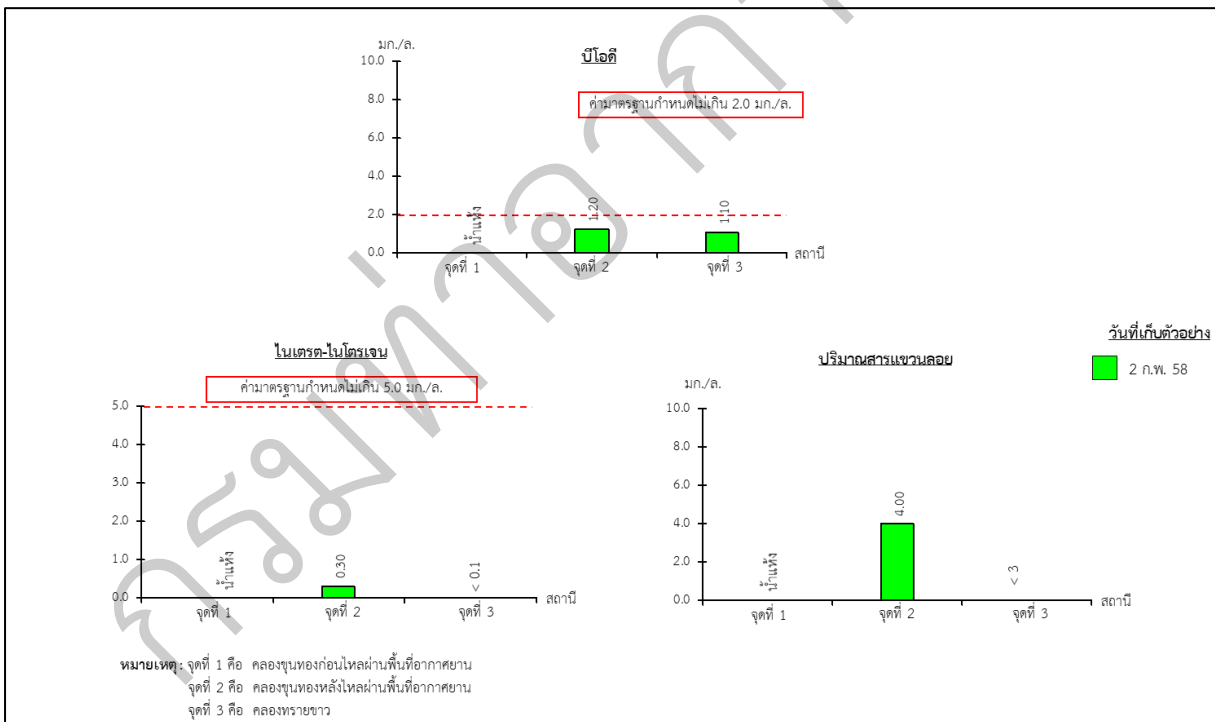 มก./ล.
บีโอดี
ค่ามาตรฐานกำหนดไม่เกิน 2.0 มก./ล.
10.0
8.0
6.0
4.0
2.0
0.0
น้ำแห้ง
1.20
1.10
จุดที่ 1
จุดที่ 2
จุดที่ 3
สถานี
ไนเตรต-ไนโตรเจน
ค่ามาตรฐานกำหนดไม่เกิน 5.0 มก./ล.
5.0
4.0
3.0
2.0
1.0
0.0
น้ำแห้ง
0.30
< 0.1
จุดที่ 1
จุดที่ 2
จุดที่ 3
สถานี
ปริมาณสารแขวนลอย
มก./ล.
10.0
8.0
6.0
4.0
2.0
0.0
น้ำแห้ง
4.00
< 3
จุดที่ 1
จุดที่ 2
จุดที่ 3
สถานี
วันที่เก็บตัวอย่าง
2 ก.พ. 58
หมายเหตุ : จุดที่ 1 คือ คลองขุนทองก่อนไหลผ่านพื้นที่อากาศยาน
จุดที่ 2 คือ คลองขุนทองหลังไหลผ่านพื้นที่อากาศยาน
จุดที่ 3 คือ คลองทรายขาว
กรมท่าอาก